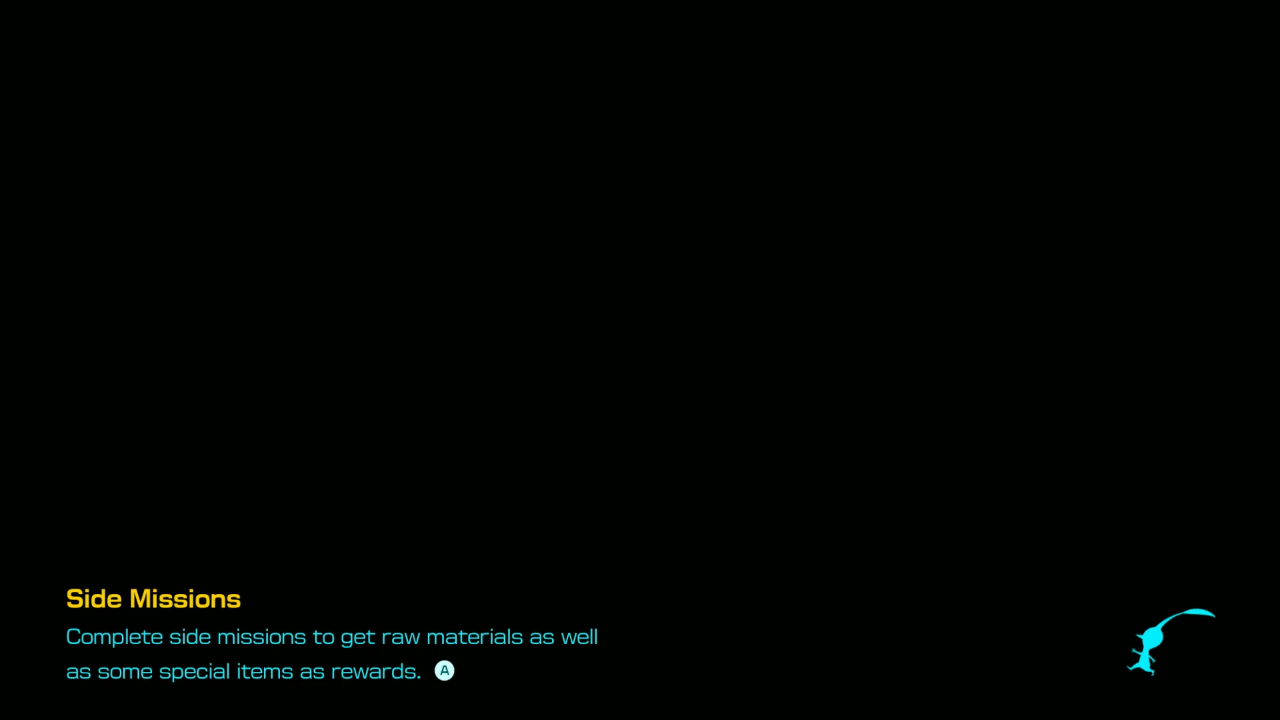 Side Missions
Complete side missions to get raw materials as well
as some special items as rewards. A